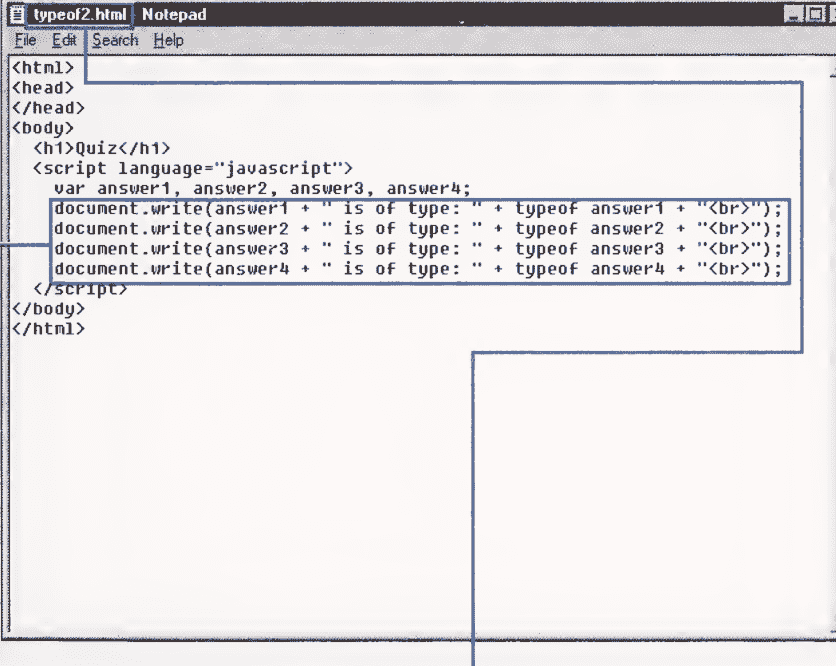 typeof2.html Notepad
File Edit Search Help
<html>
<head>
</head>
<body>
<h1>Quiz</h1>
<script language="javascript">
var answer1, answer2, answer3, answer4;
document.write(answer1 + " is of type: " + typeof answer1 + "<br>");
document.write(answer2 + " is of type: " + typeof answer2 + "<br>");
document.write(answer3 + " is of type: " + typeof answer3 + "<br>");
document.write(answer4 + " is of type: " + typeof answer4 + "<br>");
</script>
</body>
</html>